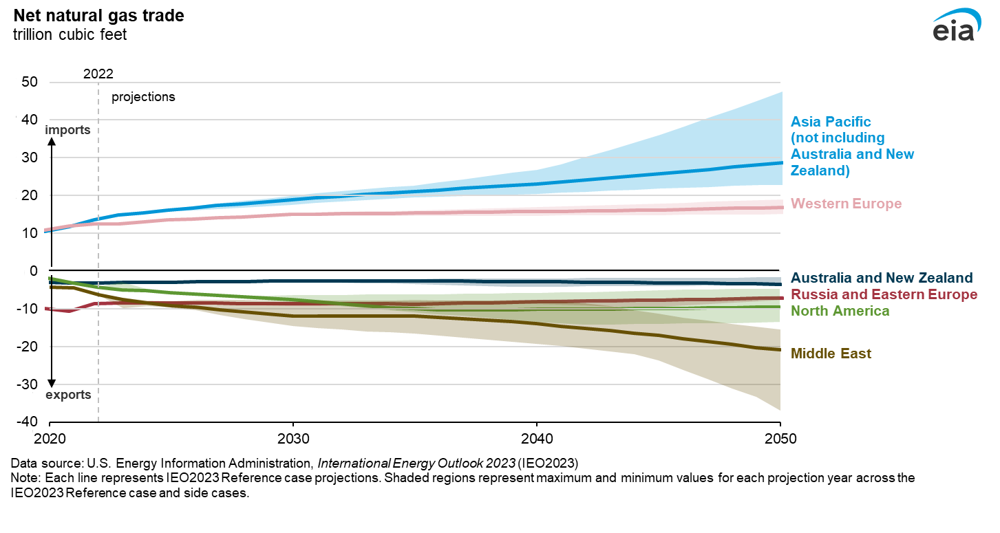 Net natural gas trade
trillion cubic feet
eia
2022
projections
50
40
30
20
10
0
-10
-20
-30
-40
imports
exports
2020
2030
2040
2050
Asia Pacific
(not including
Australia and New
Zealand)
Western Europe
Australia and New Zealand
Russia and Eastern Europe
North America
Middle East
Data source: U.S. Energy Information Administration, International Energy Outlook 2023 (IEO2023)
Note: Each line represents IEO2023 Reference case projections. Shaded regions represent maximum and minimum values for each projection year across the
IEO2023 Reference case and side cases.